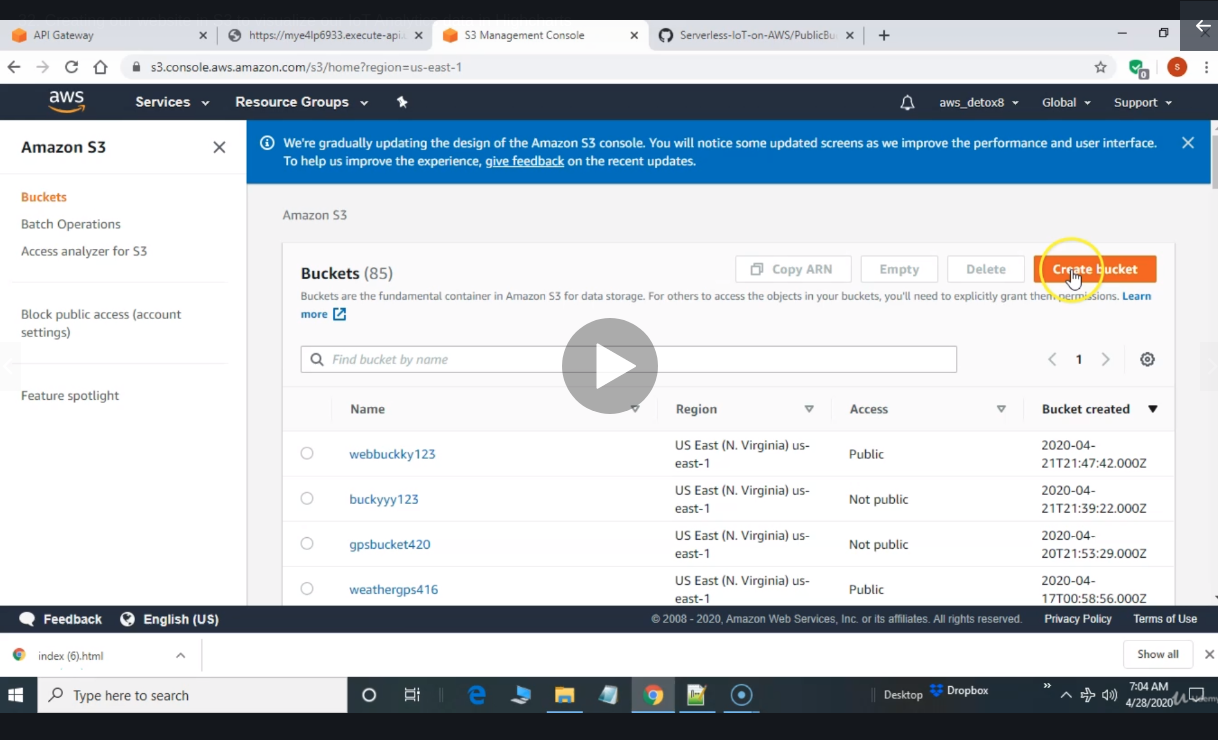 API Gateway
https://mye4lp6933.execute-api.
S3 Management Console
Serverless-IoT-on-AWS/PublicBu
s3.console.aws.amazon.com/s3/home?region=us-east-1
0
S
aws
Services
Resource Groups
aws_detox8
Global
Support
Amazon S3
Buckets
Batch Operations
Access analyzer for S3
Block public access (account
settings)
Feature spotlight
We're gradually updating the design of the Amazon S3 console. You will notice some updated screens as we improve the performance and user interface.
To help us improve the experience, give feedback on the recent updates.
Amazon S3
Buckets (85)
Copy ARN
Empty
Delete
Create bucket
Buckets are the fundamental container in Amazon S3 for data storage. For others to access the objects in your buckets, you'll need to explicitly grant them permissions. Learn
more
Find bucket by name
1
Name
Region
Access
Bucket created
webbuckky123
US East (N. Virginia) us-
east-1
Public
2020-04-
21T21:47:42.000Z
buckyyy123
US East (N. Virginia) us-
east-1
Not public
2020-04-
21T21:39:22.000Z
gpsbucket420
US East (N. Virginia) us-
east-1
Not public
2020-04-
20T21:53:29.000Z
weathergps416
US East (N. Virginia) us-
east-1
Public
2020-04-
17T00:58:56.000Z
Feedback
English (US)
© 2008 - 2020, Amazon Web Services, Inc. or its affiliates. All rights reserved.
Privacy Policy
Terms of Use
index (6).html
Show all
Type here to search
Desktop
Dropbox
7:04 AM
4/28/2020
Udemy